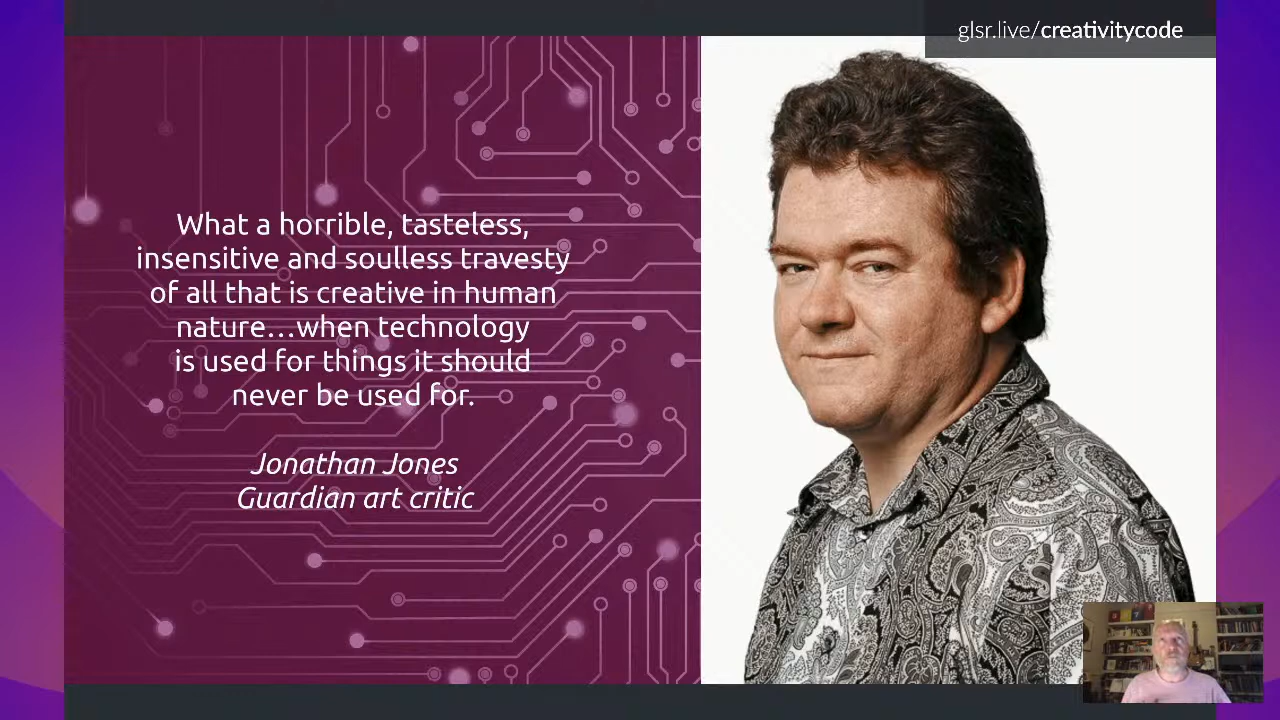 glsr.live/creativitycode
What a horrible, tasteless,
insensitive and soulless travesty
of all that is creative in human
nature…when technology
is used for things it should
never be used for.
Jonathan Jones
Guardian art critic